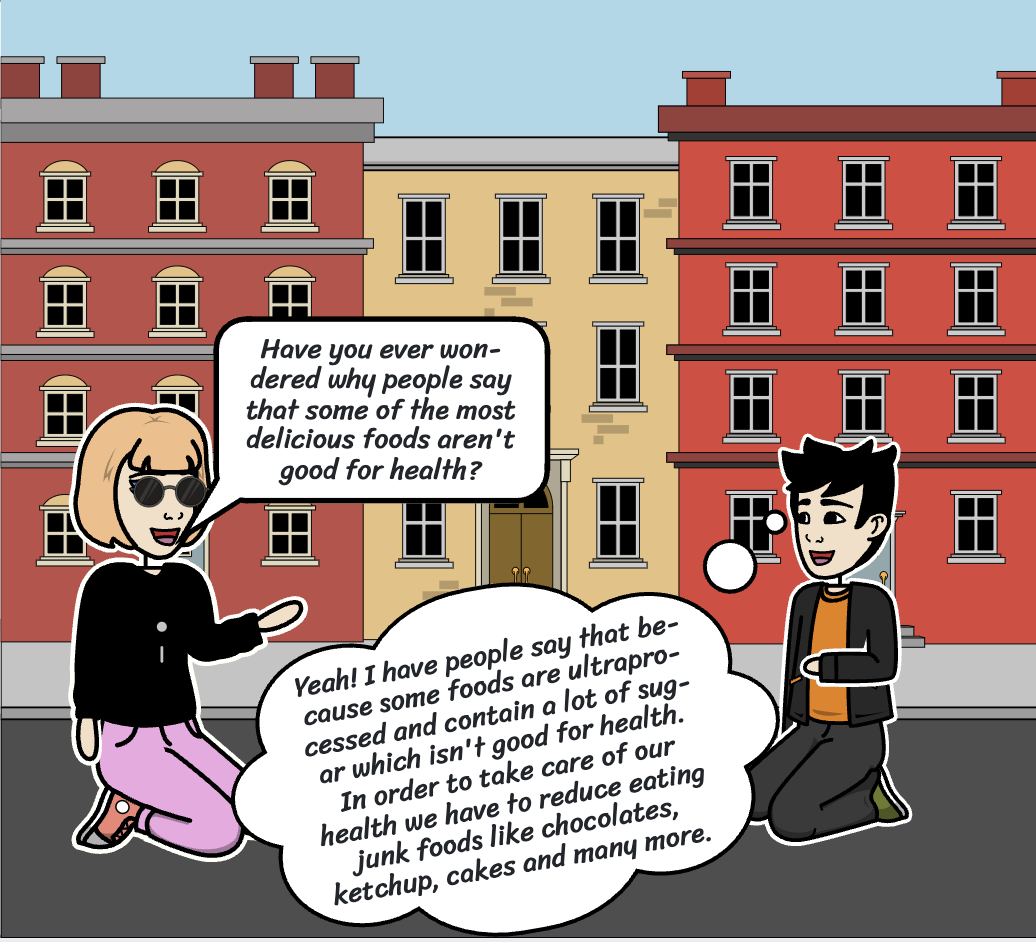 Have you ever won-
dered why people say
that some of the most
delicious foods aren't
good for health?
Yeah! I have people say that be-
cause some foods are ultrapro-
cessed and contain a lot of sug-
ar which isn't good for health.
In order to take care of our
health we have to reduce eating
junk foods like chocolates,
ketchup, cakes and many more.